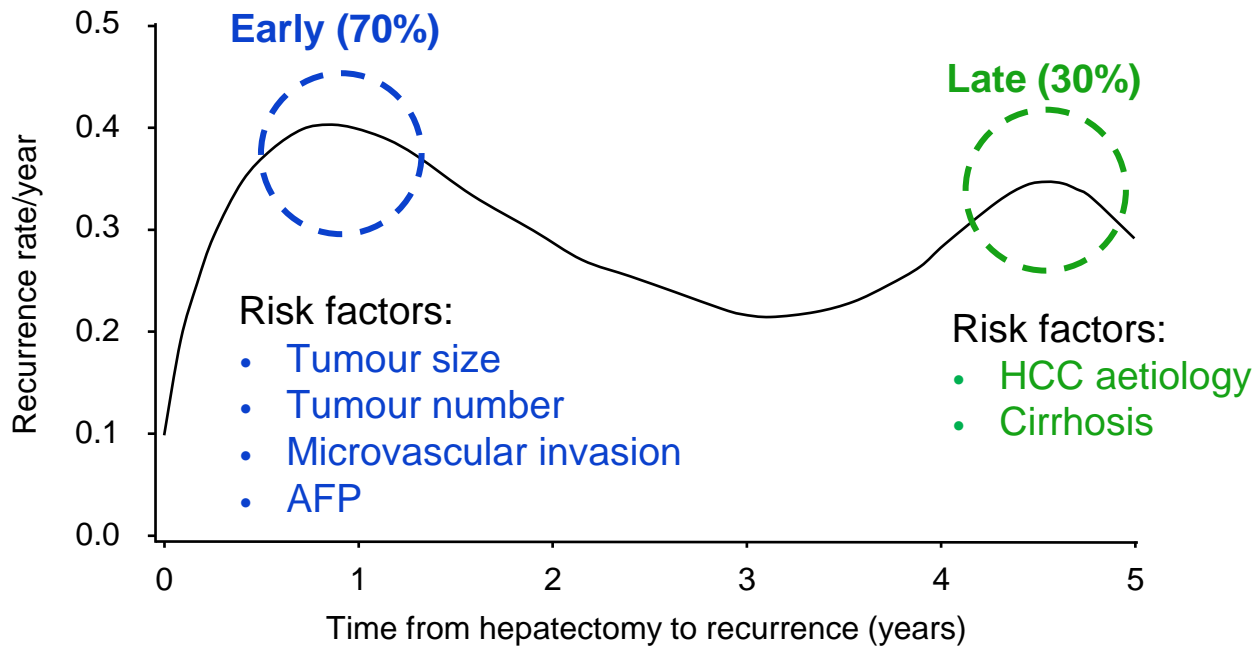 Early (70%)
Late (30%)
0.5
0.4
0.3
0.2
0.1
0.0
Recurrence rate/year
Risk factors:
• Tumour size
• Tumour number
• Microvascular invasion
• AFP
Risk factors:
• HCC aetiology
• Cirrhosis
0 1 2 3 4 5
Time from hepatectomy to recurrence (years)